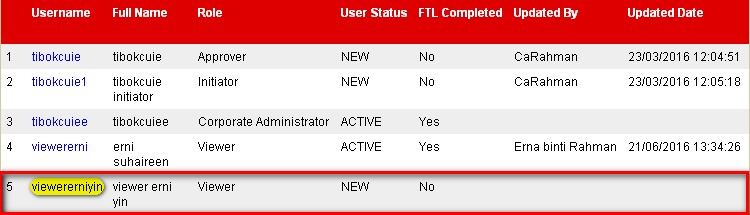 Username Full Name Role User Status FTL Completed Updated By Updated Date
1 tibokcuie tibokcuie Approver NEW No CaRahman 23/03/2016 12:04:51
2 tibokcuie1 tibokcuie Initiator NEW No CaRahman 23/03/2016 12:05:18
initiator
3 tibokcuiee tibokcuiee Corporate Administrator ACTIVE Yes
4 viewererni erni Viewer ACTIVE Yes Erna binti Rahman 21/06/2016 13:34:26
suhaireen
5 viewererniyin viewer erni Viewer NEW No
yin